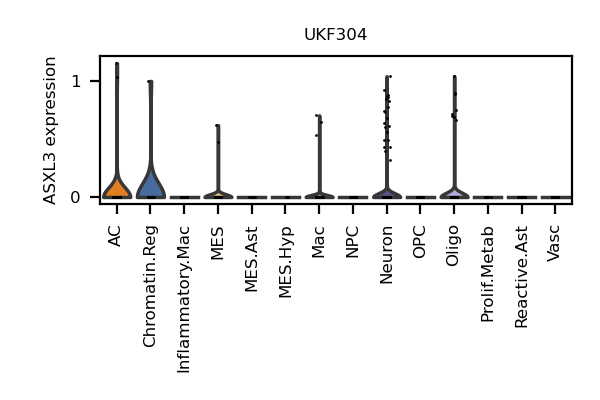 UKF304
ASXL3 expression
1
0
AC
Chromatin.Reg
Inflammatory.Mac
MES
MES.Ast
MES.Hyp
Mac
NPC
Neuron
OPC
Oligo
Prolif.Metab
Reactive.Ast
Vasc